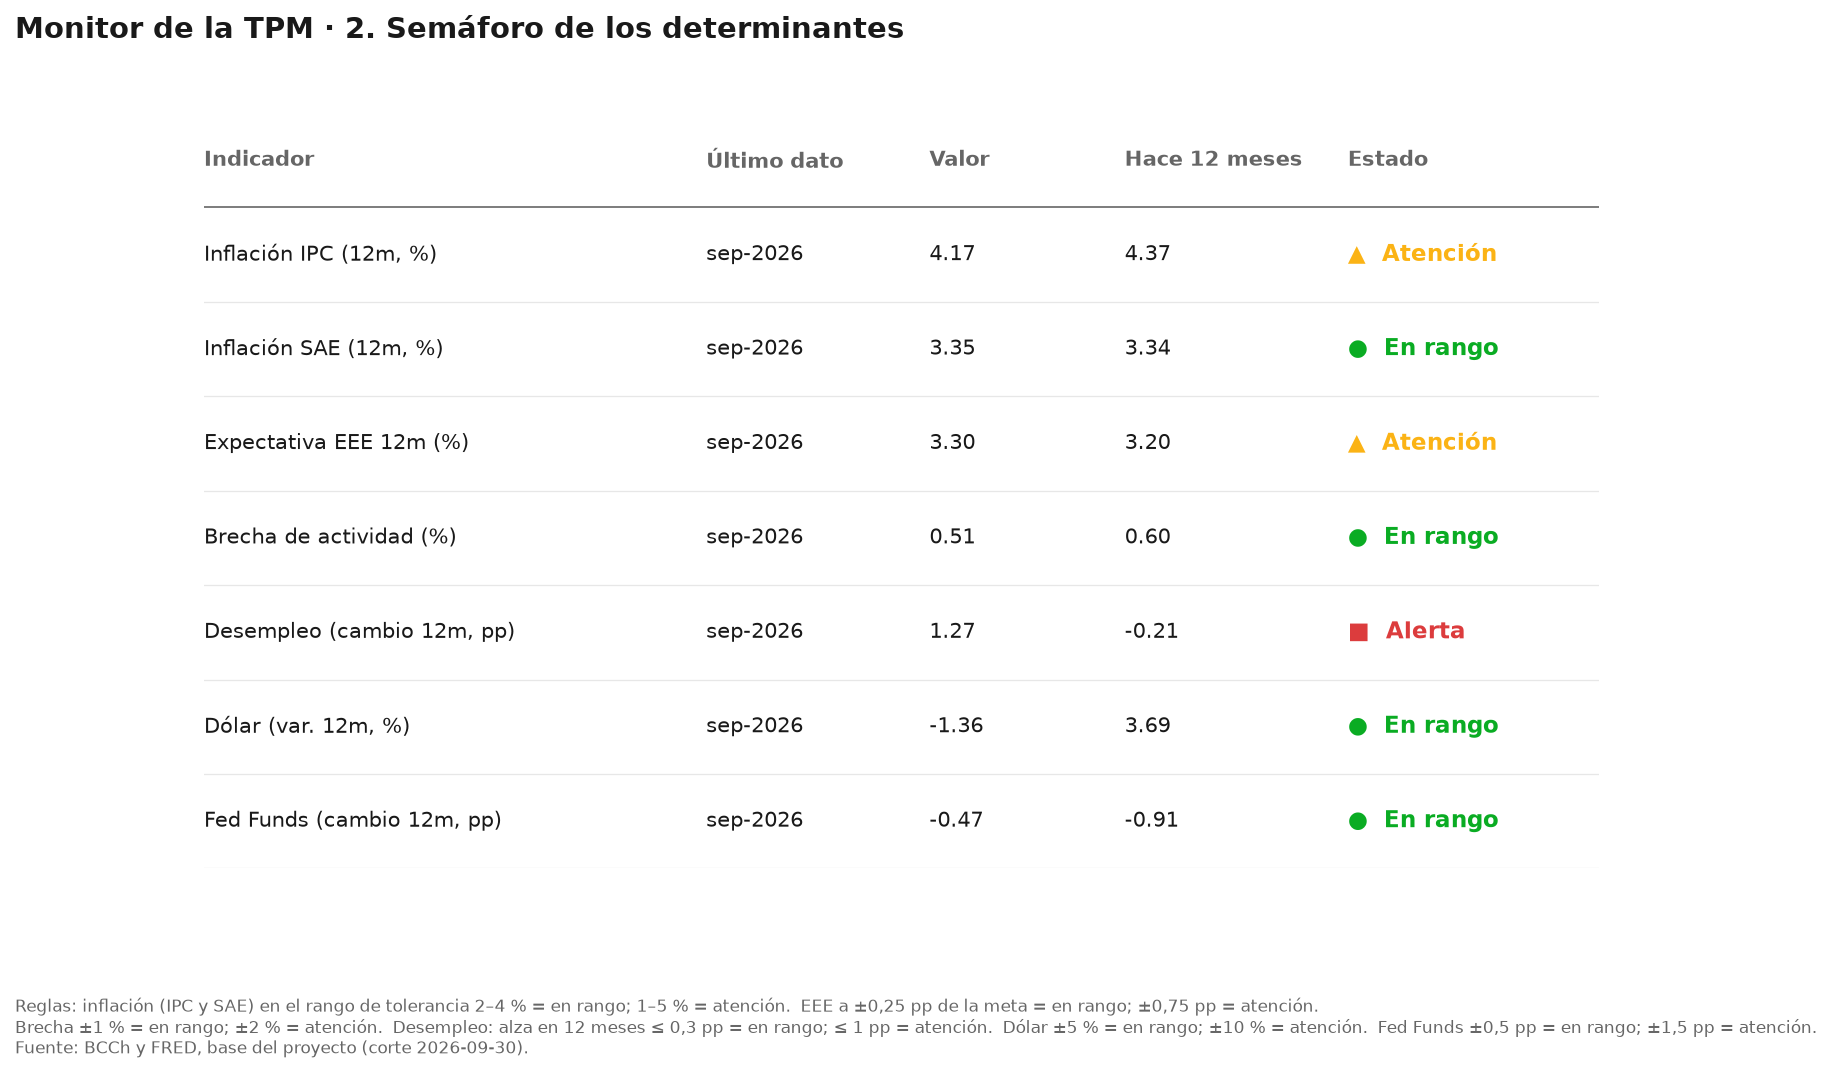 Monitor de la TPM · 2. Semáforo de los determinantes
Indicador Último dato Valor Hace 12 meses Estado
Inflación IPC (12m, %) sep-2026 4.17 4.37 ▲ Atención
Inflación SAE (12m, %) sep-2026 3.35 3.34 ● En rango
Expectativa EEE 12m (%) sep-2026 3.30 3.20 ▲ Atención
Brecha de actividad (%) sep-2026 0.51 0.60 ● En rango
Desempleo (cambio 12m, pp) sep-2026 1.27 -0.21 ■ Alerta
Dólar (var. 12m, %) sep-2026 -1.36 3.69 ● En rango
Fed Funds (cambio 12m, pp) sep-2026 -0.47 -0.91 ● En rango
Reglas: inflación (IPC y SAE) en el rango de tolerancia 2–4 % = en rango; 1–5 % = atención.  EEE a ±0,25 pp de la meta = en rango; ±0,75 pp = atención.
Brecha ±1 % = en rango; ±2 % = atención.  Desempleo: alza en 12 meses ≤ 0,3 pp = en rango; ≤ 1 pp = atención.  Dólar ±5 % = en rango; ±10 % = atención.  Fed Funds ±0,5 pp = en rango; ±1,5 pp = atención.
Fuente: BCCh y FRED, base del proyecto (corte 2026-09-30).